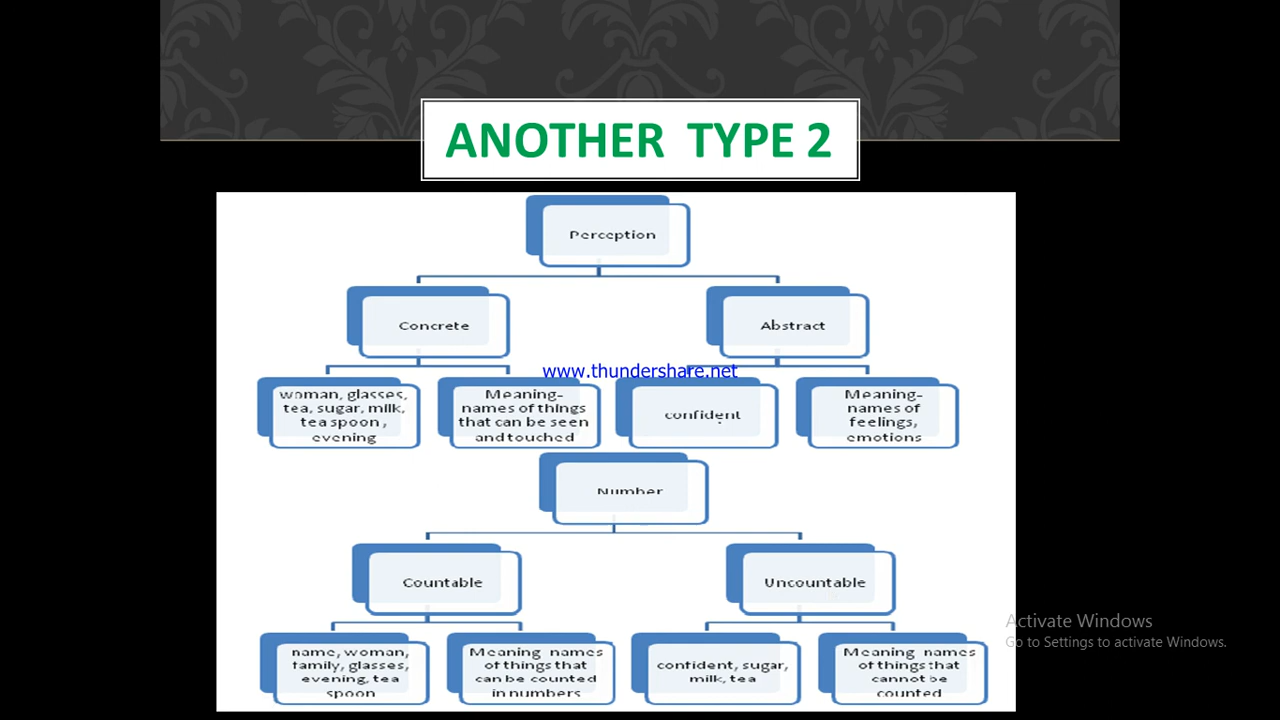 ANOTHER TYPE 2
Perception
Concrete
Abstract
www.thundershare.net
woman, glasses,
tea, sugar, milk,
tea spoon ,
evening
Meaning-
names of things
that can be seen
and touched
confident
Meaning-
names of
feelings,
emotions
Number
Countable
Uncountable
name, woman,
family, glasses,
evening, tea
spoon
Meaning names
of things that
can be counted
in numbers
confident, sugar,
milk, tea
Meaning names
of things that
cannot be
counted
Activate Windows
Go to Settings to activate Windows.